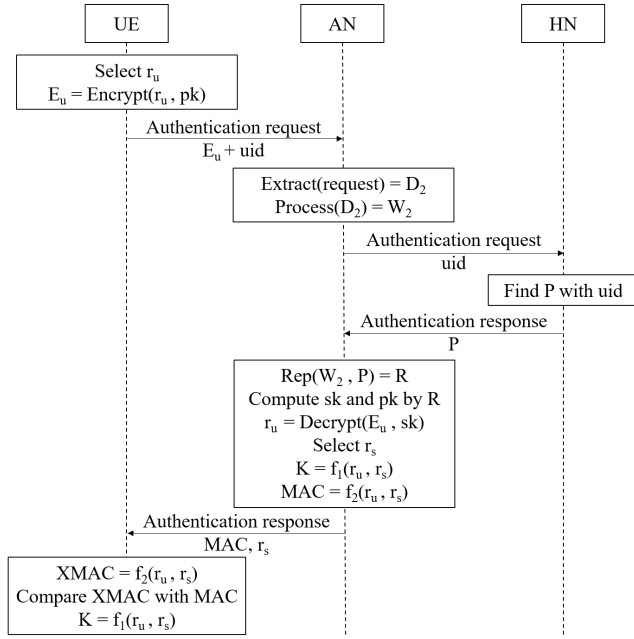 UE
AN
HN
Select r_u
E_u = Encrypt(r_u , pk)
Authentication request
E_u + uid
Extract(request) = D_2
Process(D_2) = W_2
Authentication request
uid
Find P with uid
Authentication response
P
Rep(W_2 , P) = R
Compute sk and pk by R
r_u = Decrypt(E_u , sk)
Select r_s
K = f_1(r_u , r_s)
MAC = f_2(r_u , r_s)
Authentication response
MAC, r_s
XMAC = f_2(r_u , r_s)
Compare XMAC with MAC
K = f_1(r_u , r_s)